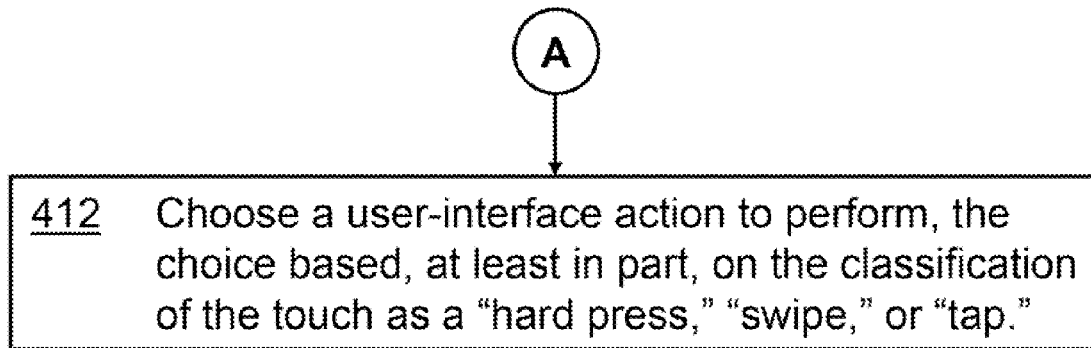 A
412 Choose a user-interface action to perform, the
choice based, at least in part, on the classification
of the touch as a “hard press,” “swipe,” or “tap.”